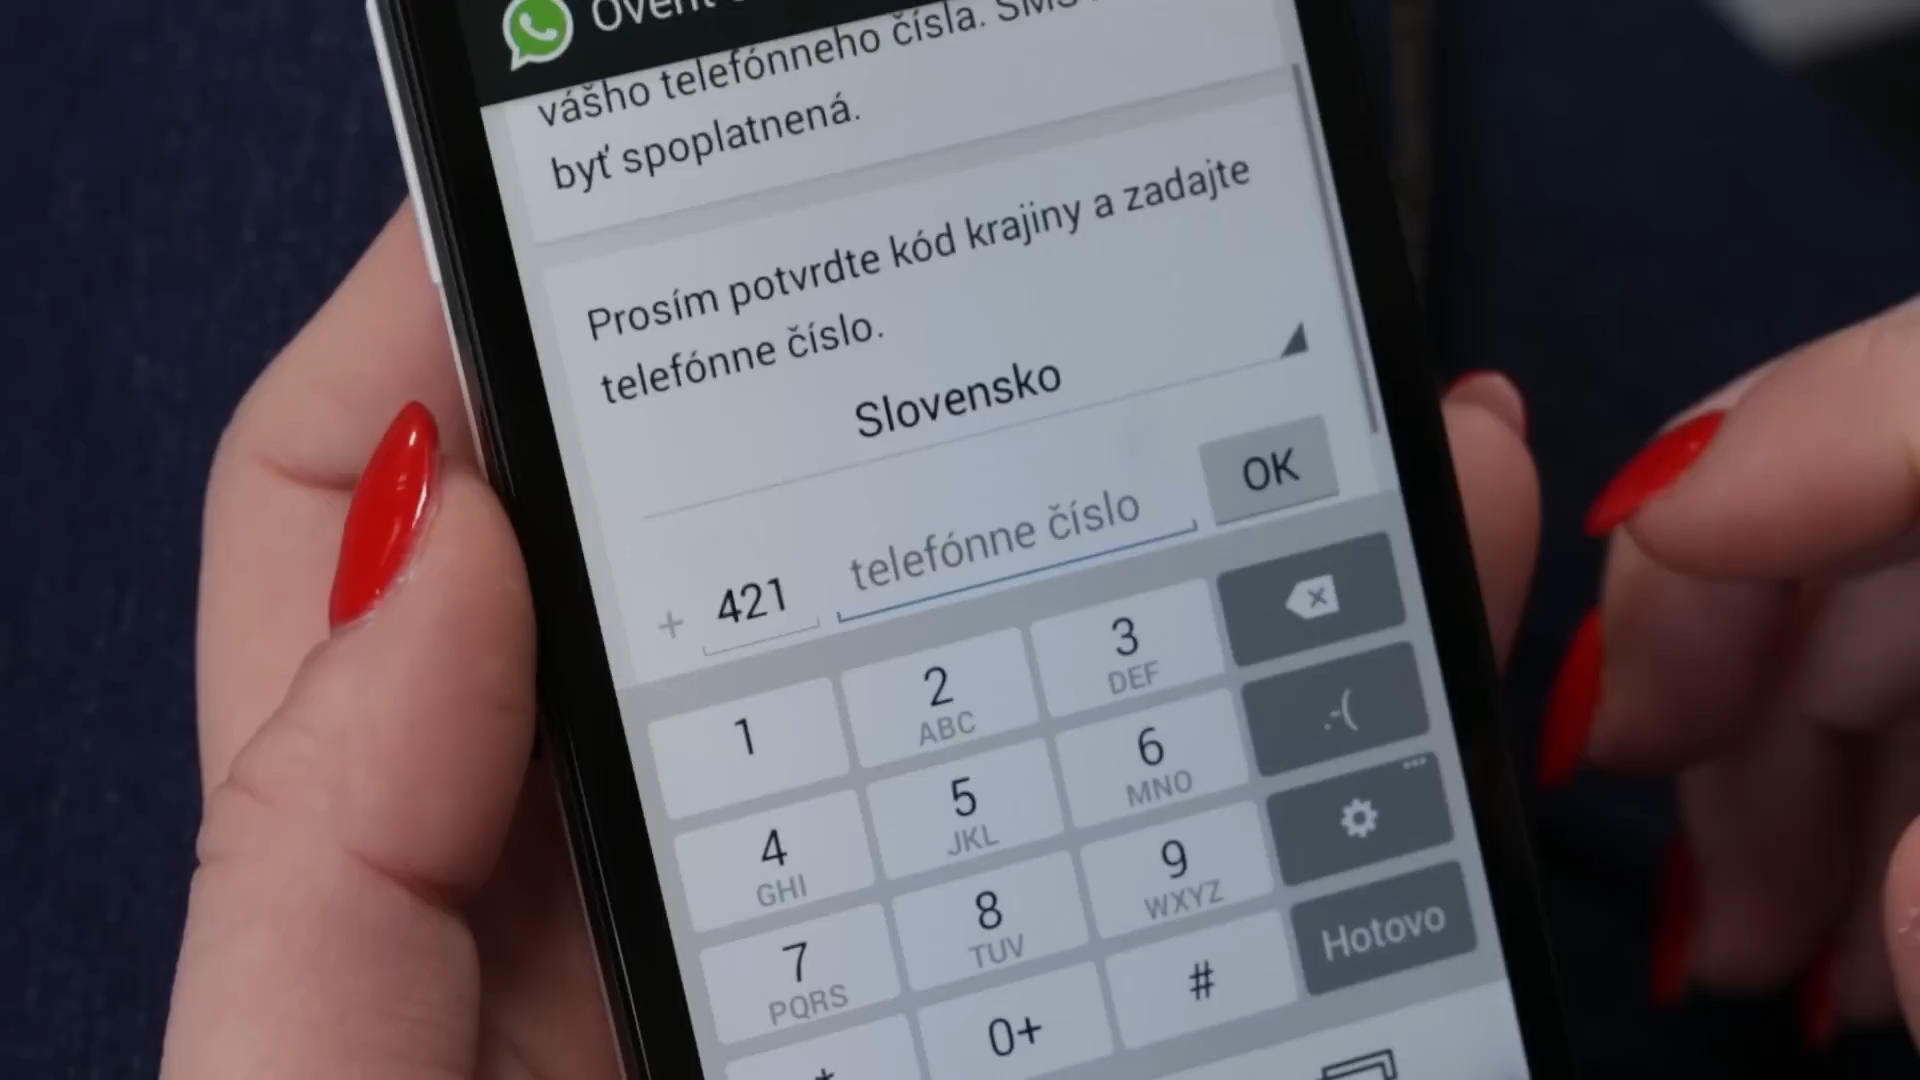 vášho telefónneho čísla. SMS
byť spoplatnená.
Prosím potvrdte kód krajiny a zadajte
telefónne číslo.
Slovensko
+ 421 telefónne číslo OK
1 2 ABC 3 DEF
4 GHI 5 JKL 6 MNO .-(
7 PQRS 8 TUV 9 WXYZ
0+ # Hotovo